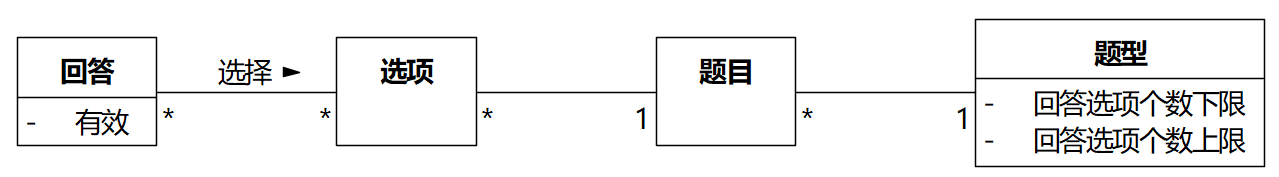 回答
- 有效
选择 ►
* *
选项
* 1
题目
* 1
题型
- 回答选项个数下限
- 回答选项个数上限